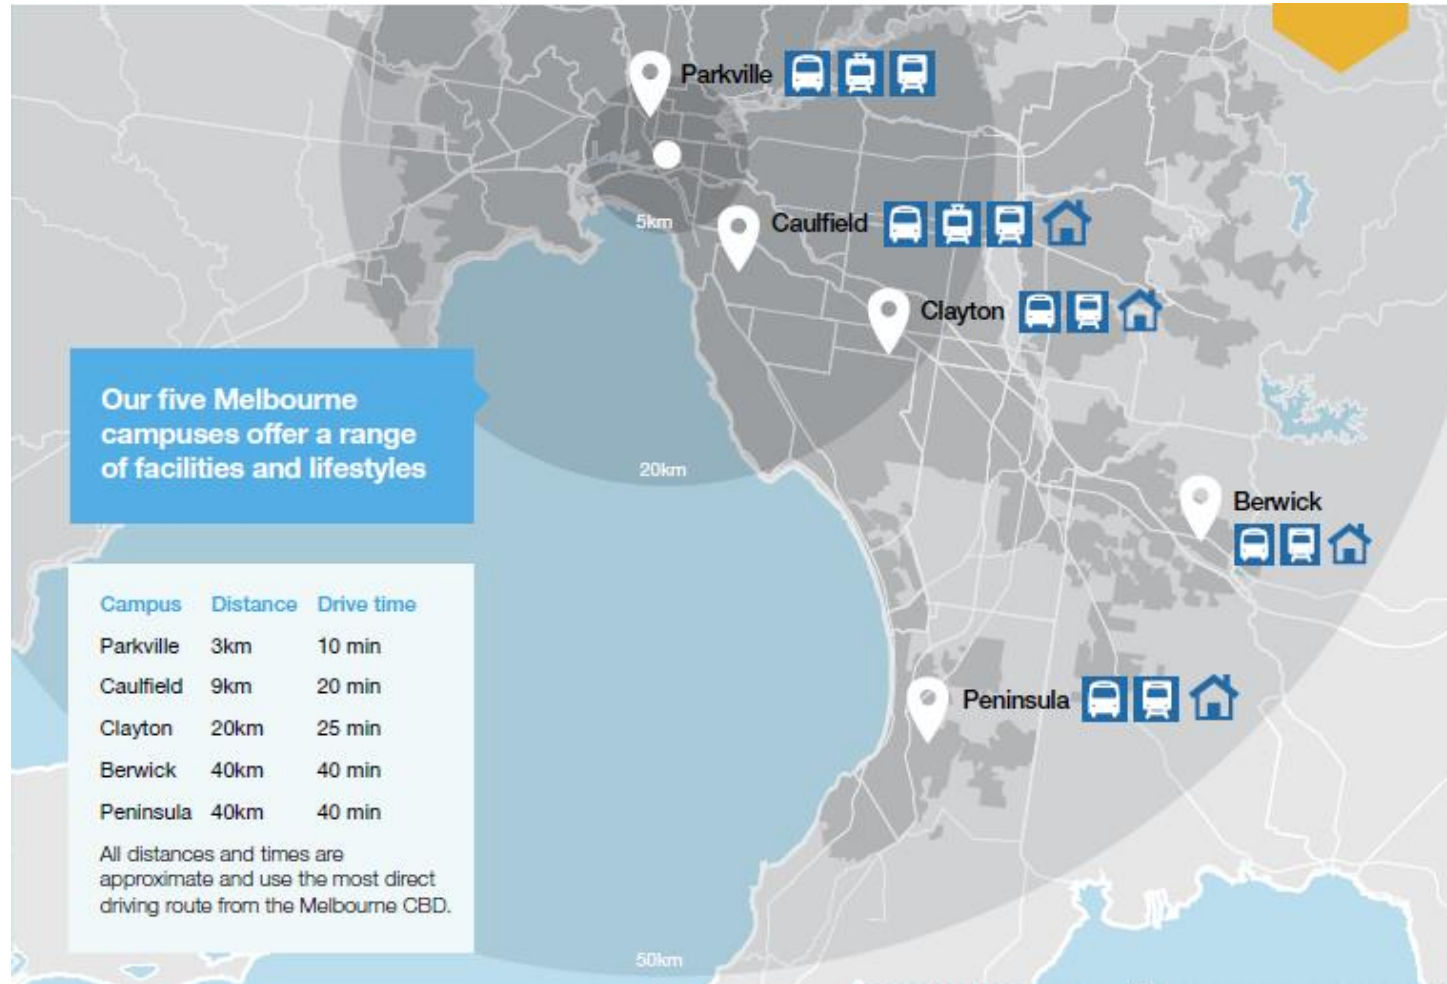 Parkville
5km
Caulfield
Clayton
Our five Melbourne
campuses offer a range
of facilities and lifestyles
20km
Berwick
Campus Distance Drive time
Parkville 3km 10 min
Caulfield 9km 20 min
Clayton 20km 25 min
Berwick 40km 40 min
Peninsula 40km 40 min
All distances and times are
approximate and use the most direct
driving route from the Melbourne CBD.
Peninsula
50km